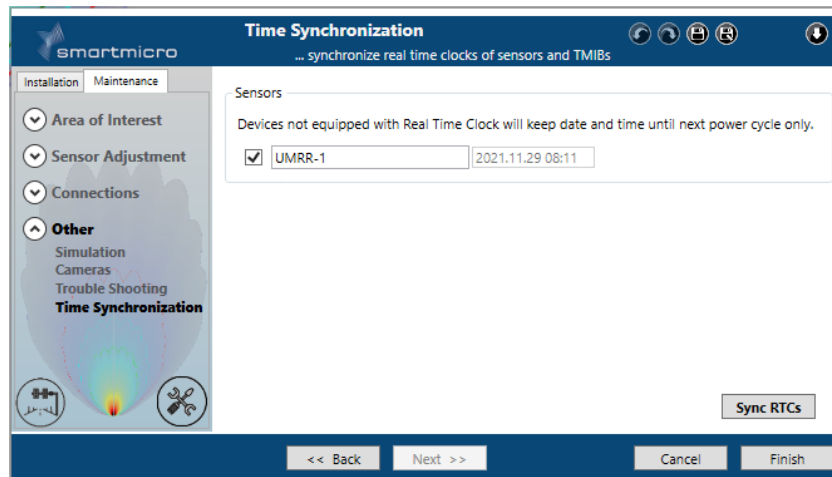 smartmicro
Time Synchronization
... synchronize real time clocks of sensors and TMIBs
Installation
Maintenance
Area of Interest
Sensor Adjustment
Connections
Other
Simulation
Cameras
Trouble Shooting
Time Synchronization
Sensors
Devices not equipped with Real Time Clock will keep date and time until next power cycle only.
UMRR-1
2021.11.29 08:11
Sync RTCs
<< Back
Next >>
Cancel
Finish